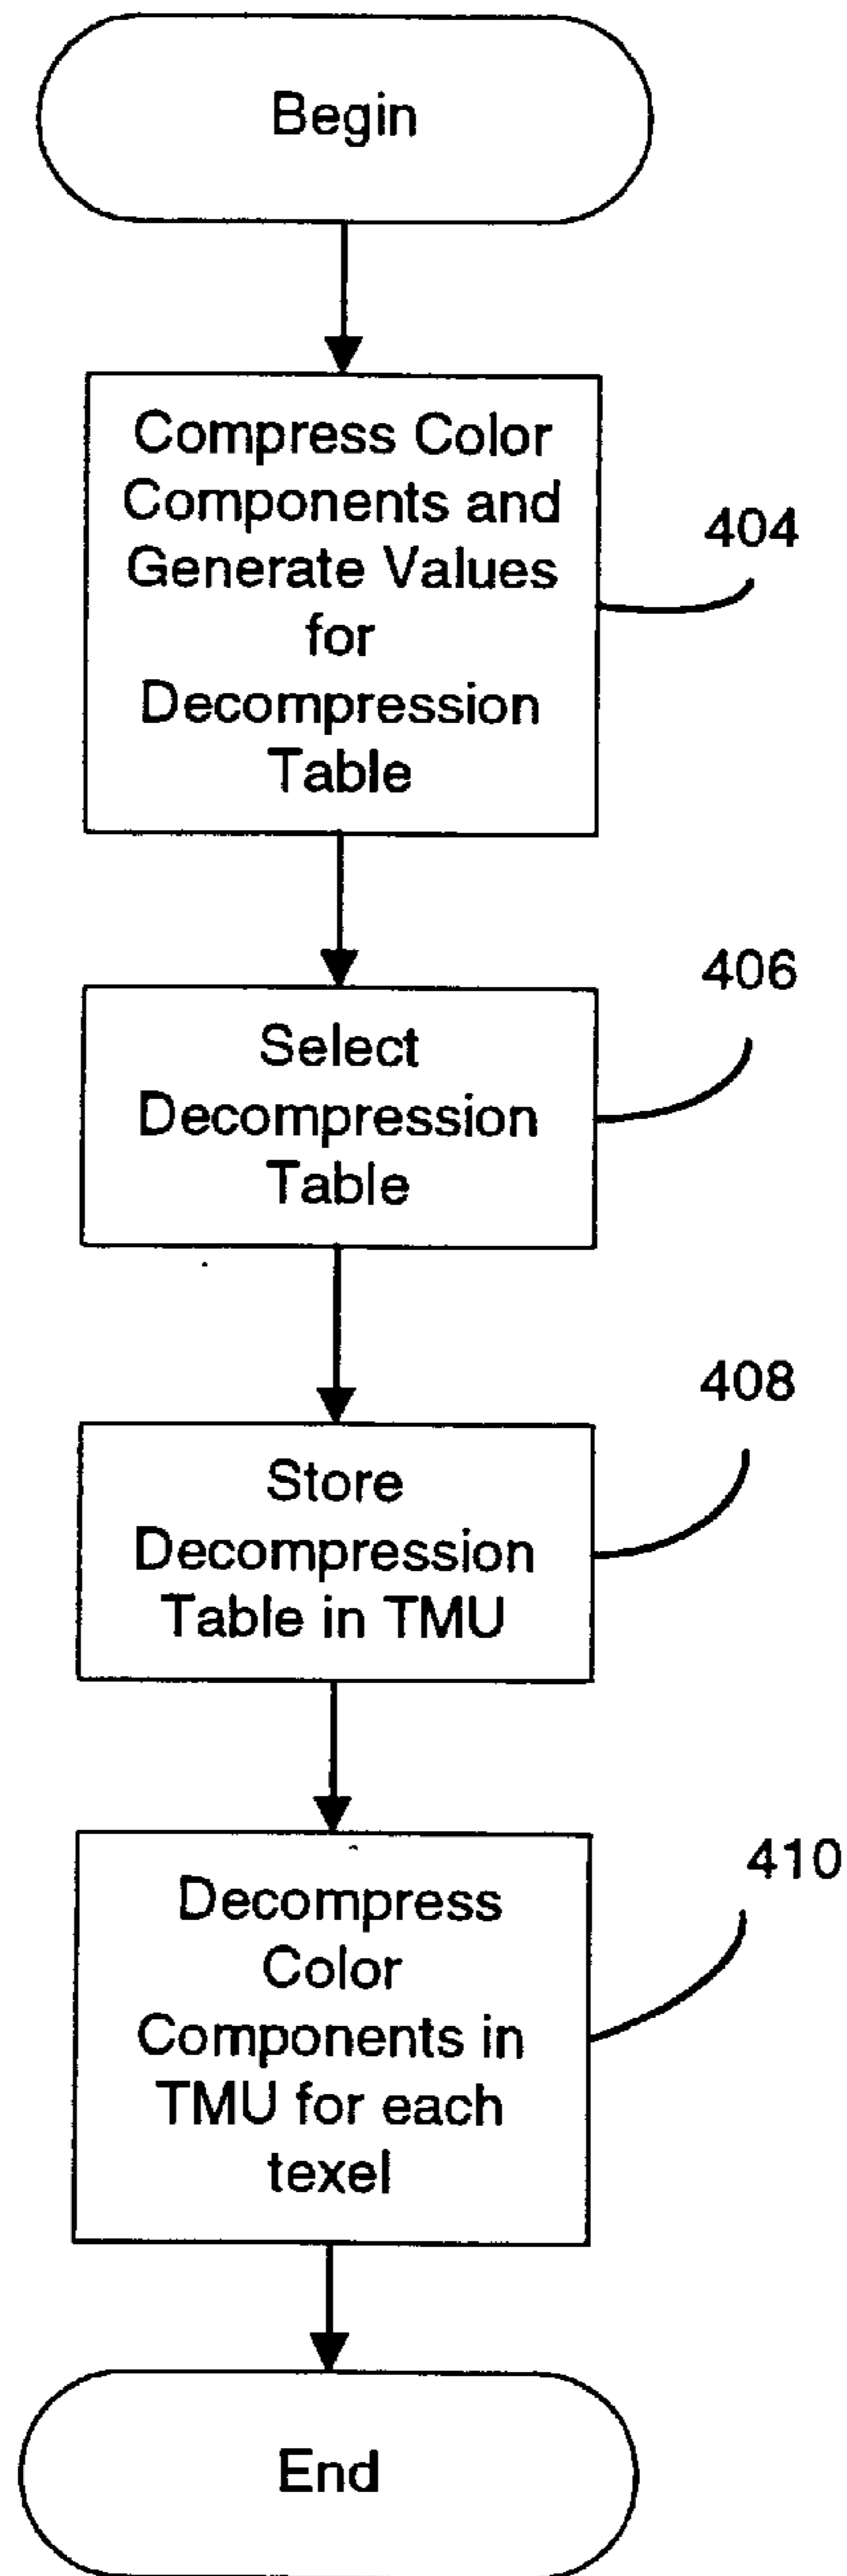 Begin
Compress Color
Components and
Generate Values
for
Decompression
Table
404
Select
Decompression
Table
406
Store
Decompression
Table in TMU
408
Decompress
Color
Components in
TMU for each
texel
410
End